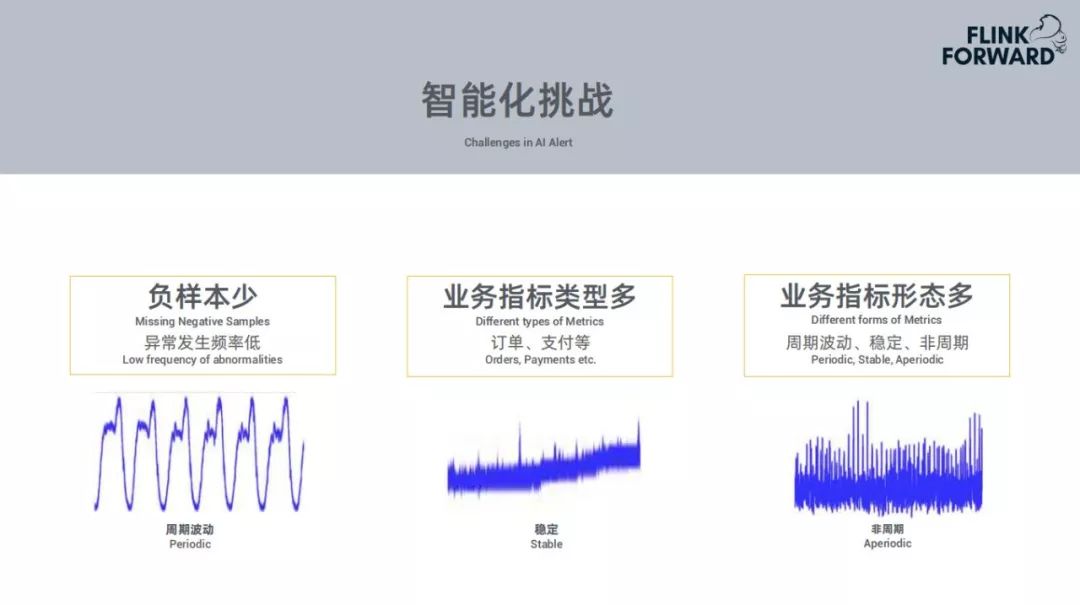 FLINK
FORWARD
智能化挑战
Challenges in AI Alert
负样本少
Missing Negative Samples
异常发生频率低
Low frequency of abnormalities
业务指标类型多
Different types of Metrics
订单、支付等
Orders, Payments etc.
业务指标形态多
Different forms of Metrics
周期波动、稳定、非周期
Periodic, Stable, Aperiodic
周期波动
Periodic
稳定
Stable
非周期
Aperiodic